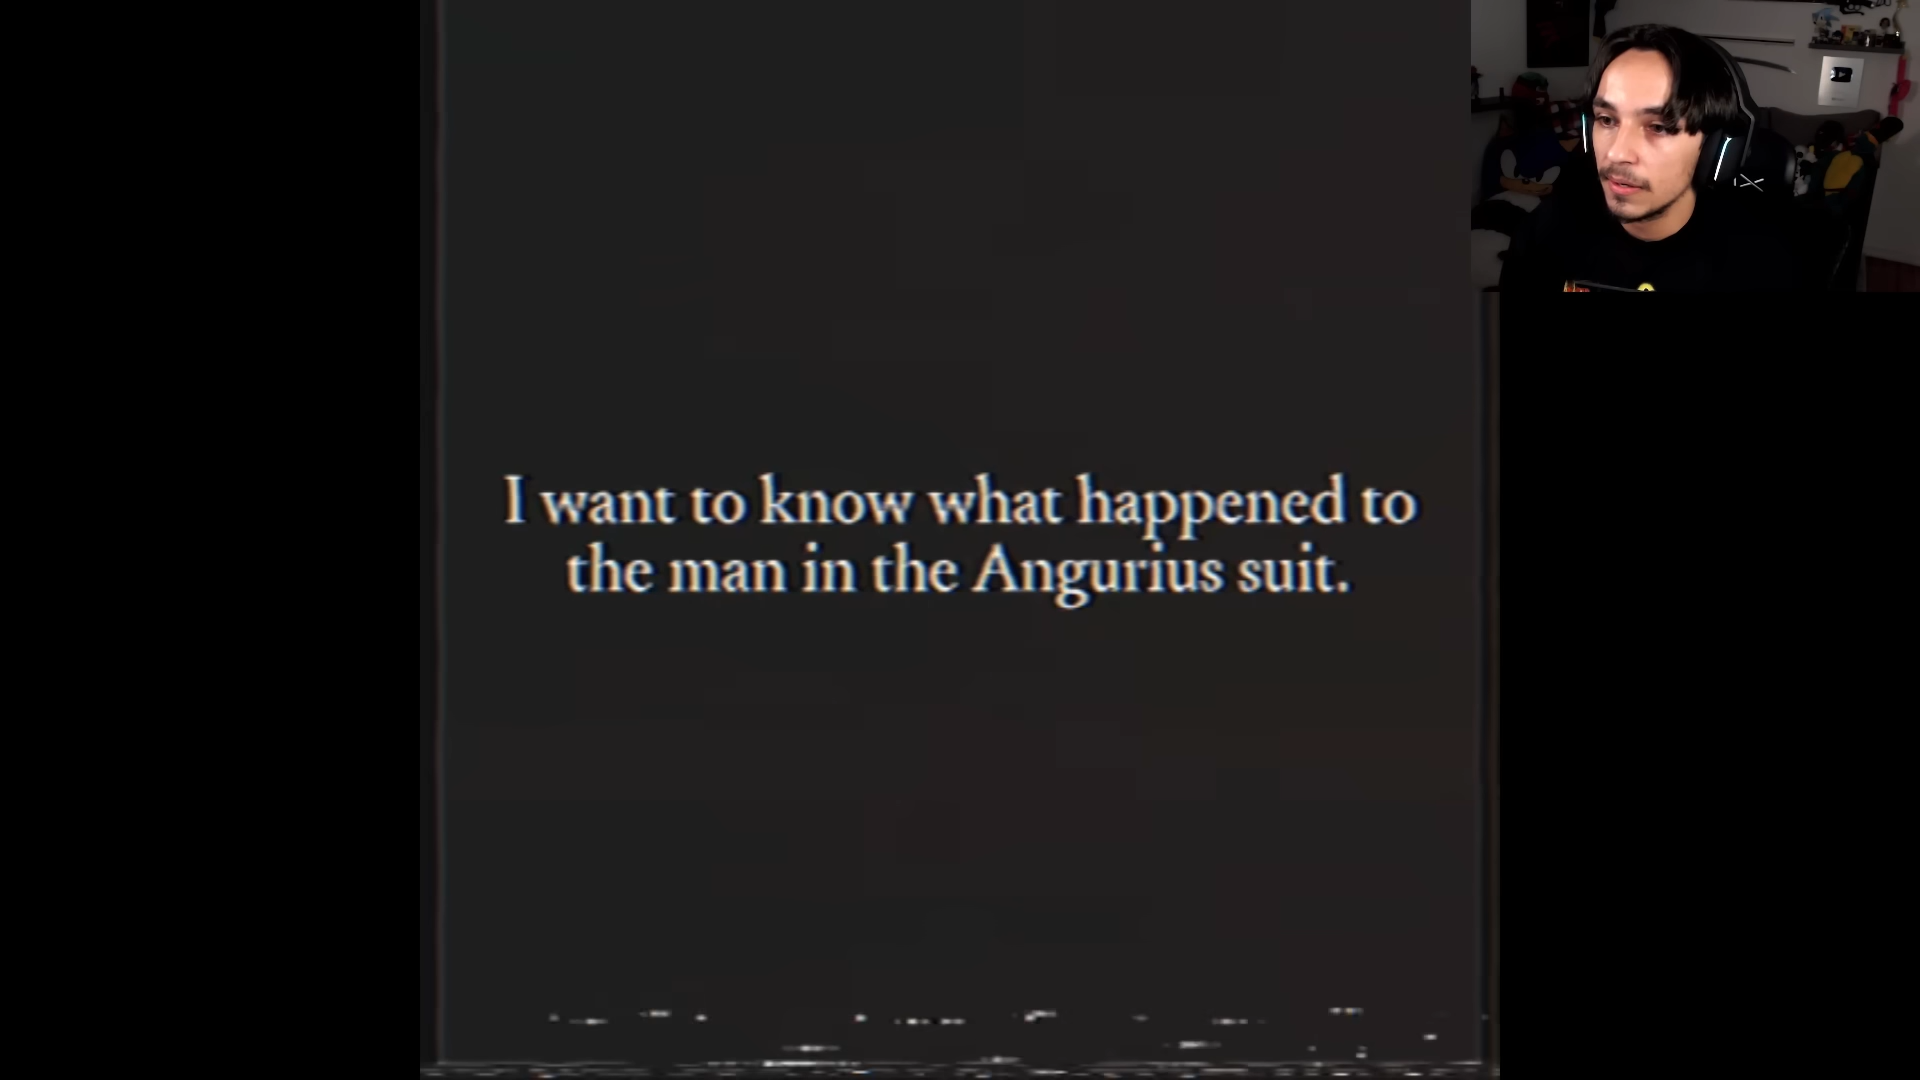 I want to know what happened to
the man in the Angurius suit.